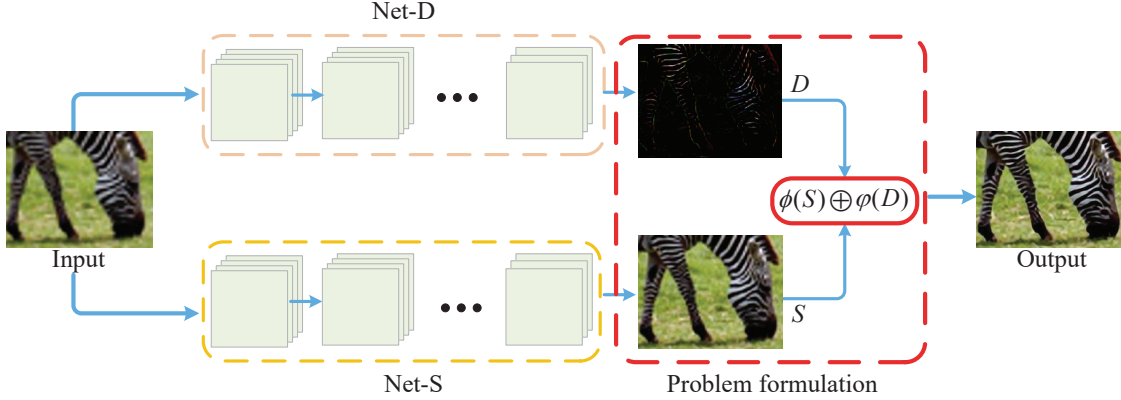 Net-D
D
ϕ(S)⊕φ(D)
Input
Output
S
Net-S
Problem formulation